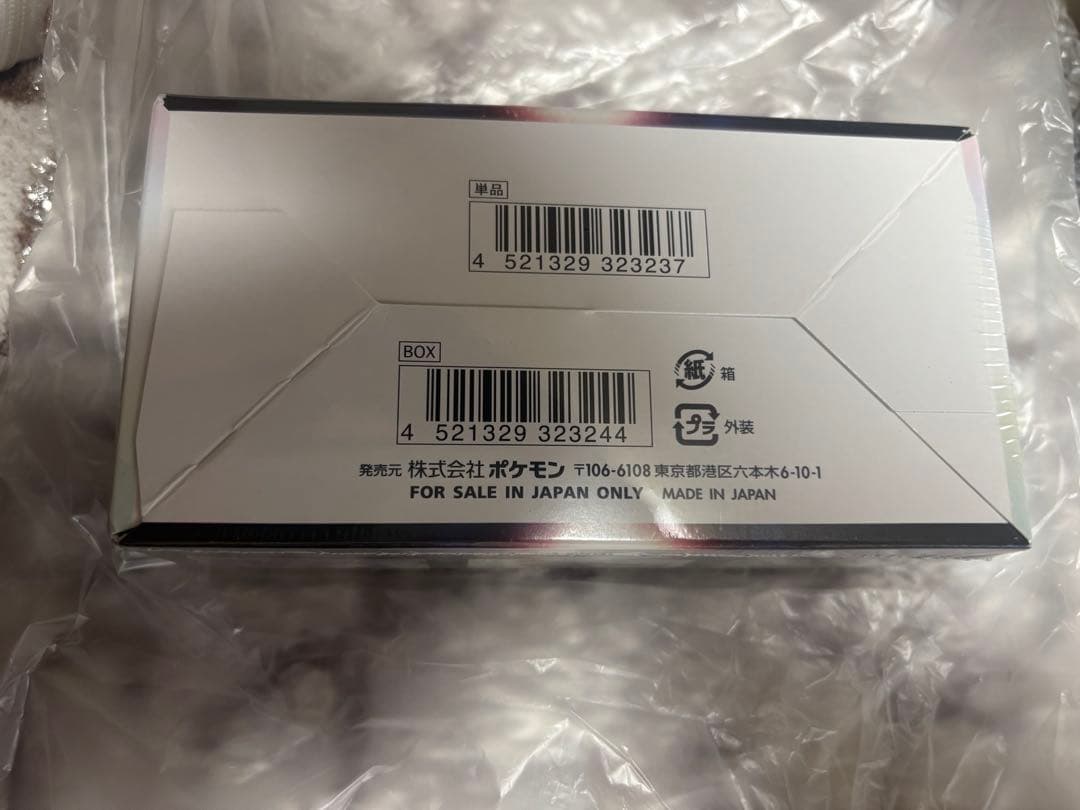 単品
4 521329 323237
BOX
4 521329 323244
紙 箱
プラ 外装
発売元 株式会社 ポケモン 〒106-6108 東京都港区六本木6-10-1
FOR SALE IN JAPAN ONLY MADE IN JAPAN